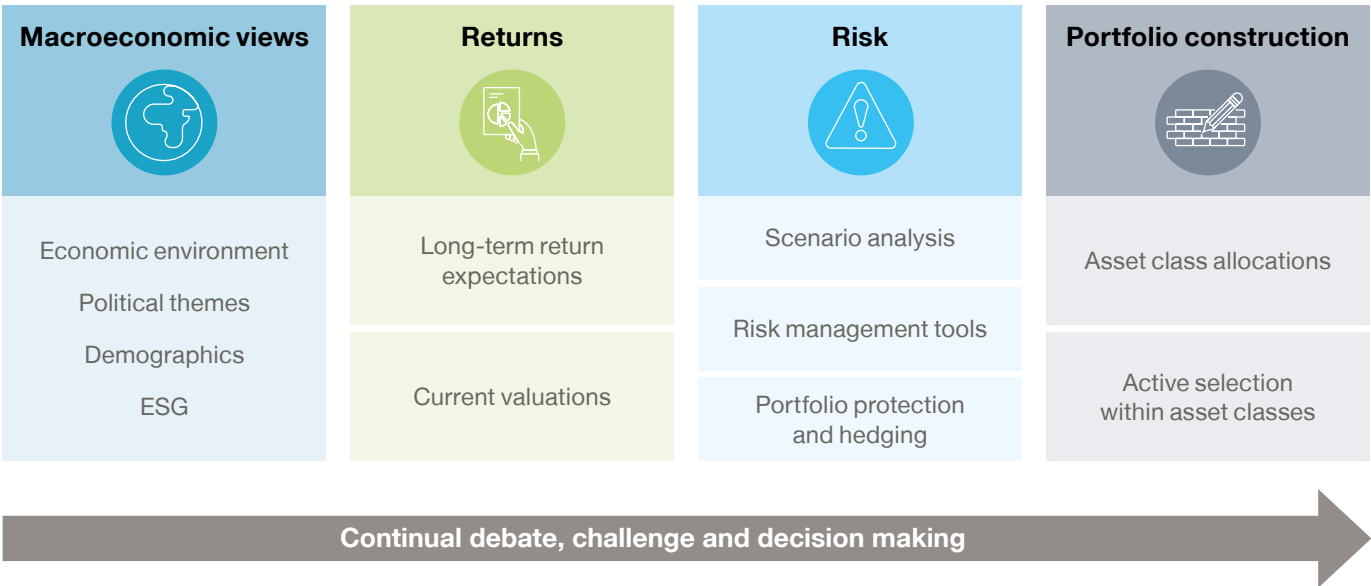 Macroeconomic views
Economic environment
Political themes
Demographics
ESG
Returns
Long-term return
expectations
Current valuations
Risk
Scenario analysis
Risk management tools
Portfolio protection
and hedging
Portfolio construction
Asset class allocations
Active selection
within asset classes
Continual debate, challenge and decision making